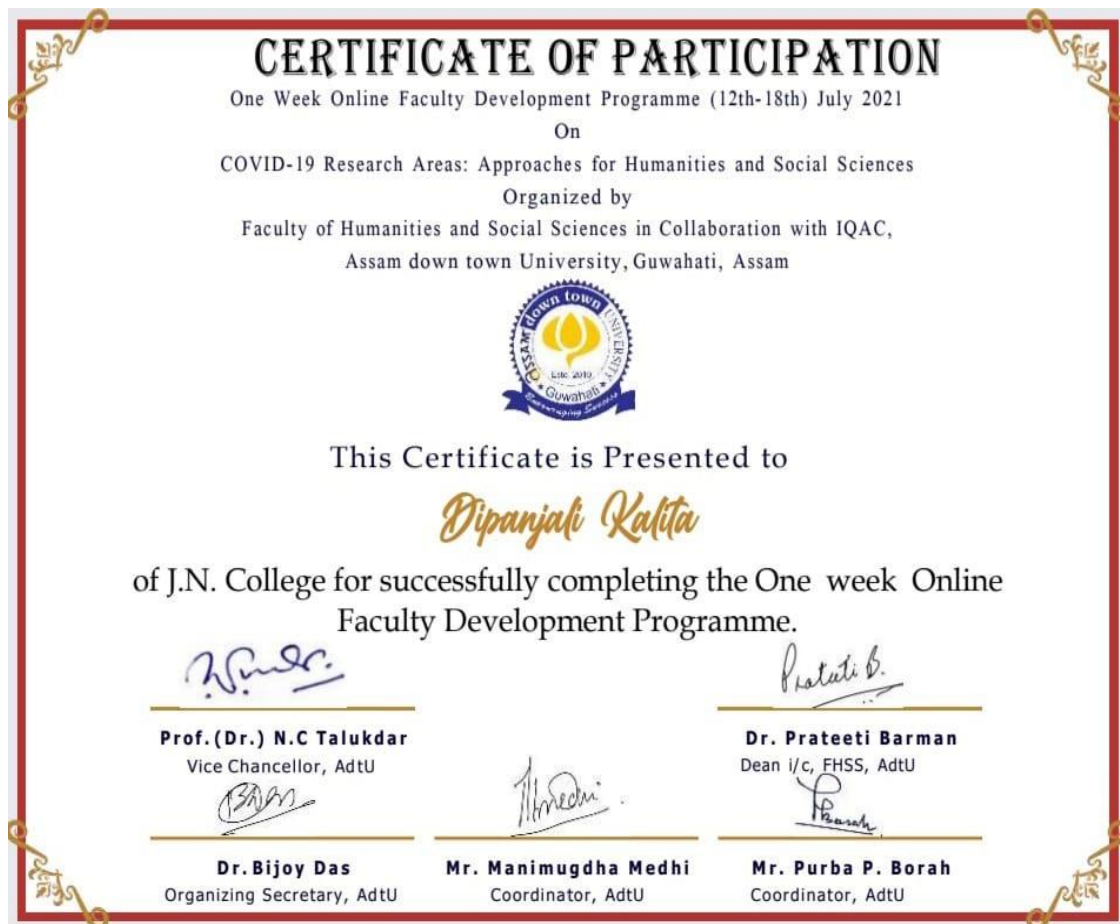 CERTIFICATE OF PARTICIPATION
One Week Online Faculty Development Programme (12th-18th) July 2021
On
COVID-19 Research Areas: Approaches for Humanities and Social Sciences
Organized by
Faculty of Humanities and Social Sciences in Collaboration with IQAC,
Assam down town University, Guwahati, Assam
ASSAM down town UNIVERSITY
Estc. 2010
Guwahati
Encouraging Success
This Certificate is Presented to
Dipanjali Kalita
of J.N. College for successfully completing the One week Online
Faculty Development Programme.
Prateeti B.
Prof.(Dr.) N.C Talukdar
Dr. Prateeti Barman
Vice Chancellor, AdtU
Dean i/c, FHSS, AdtU
Dr.Bijoy Das
Mr. Manimugdha Medhi
Mr. Purba P. Borah
Organizing Secretary, AdtU
Coordinator, AdtU
Coordinator, AdtU